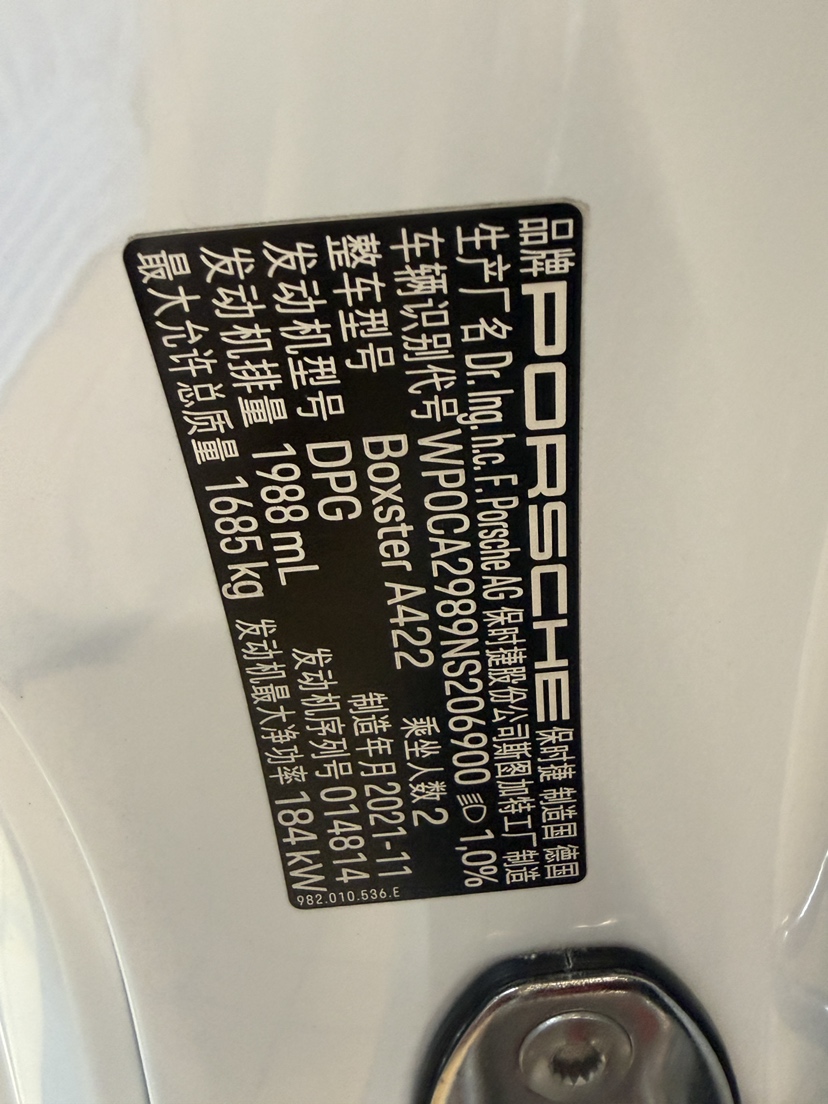 品牌 PORSCHE 保时捷 制造国 德国
生产厂名 Dr. Ing. h.c. F. Porsche AG 保时捷股份公司斯图加特工厂 制造
车辆识别代号 WP0CA2989NS206900 1,0%
整车型号 Boxster A422 乘坐人数 2
发动机型号 DPG 制造年月 2021-11
发动机排量 1988 mL 发动机序列号 014814
最大允许总质量 1685 kg 发动机最大净功率 184 kW
982.010.536.E